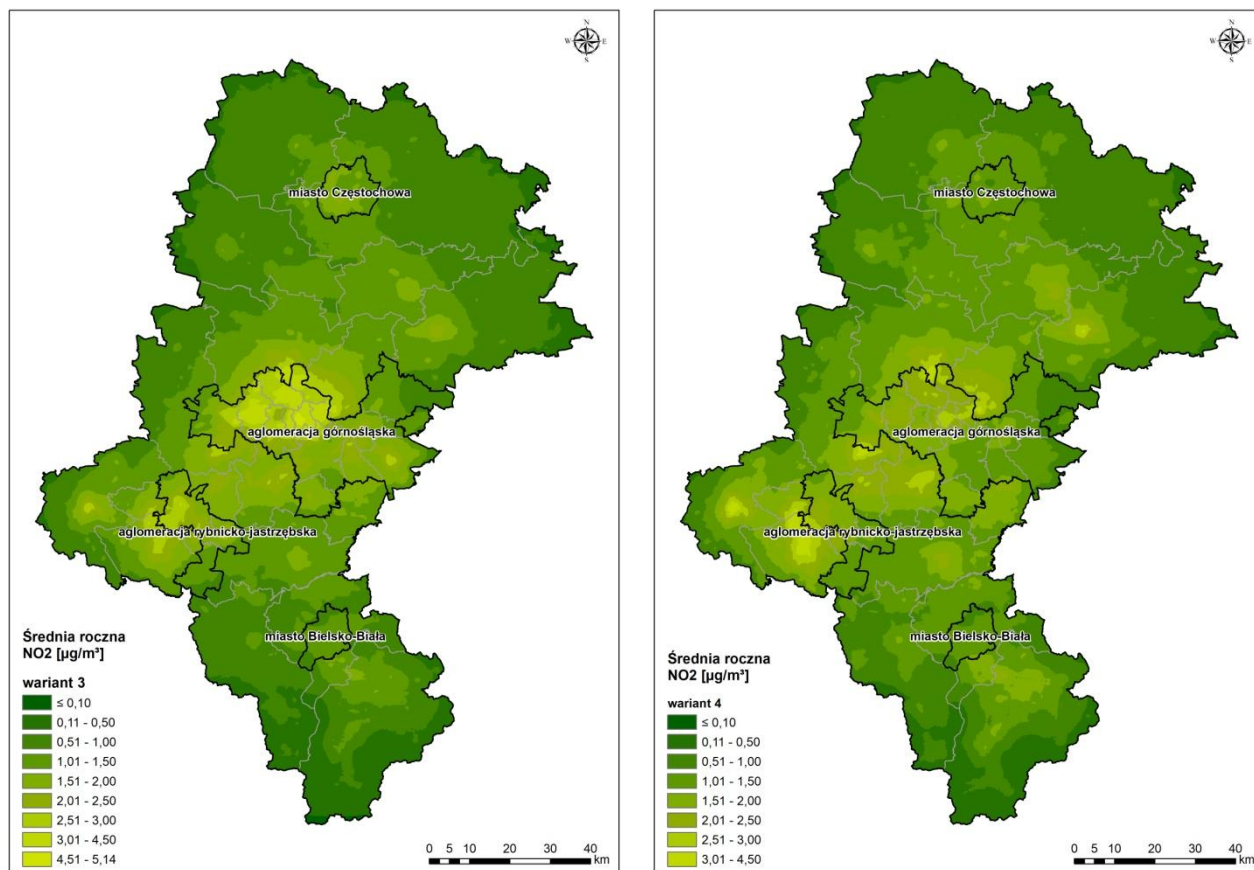 N
W E
S
miasto Częstochowa
aglomeracja górnośląska
aglomeracja rybnicko-jastrzębska
miasto Bielsko-Biała
Średnia roczna
NO2 [µg/m³]
wariant 3
≤ 0,10
0,11 - 0,50
0,51 - 1,00
1,01 - 1,50
1,51 - 2,00
2,01 - 2,50
2,51 - 3,00
3,01 - 4,50
4,51 - 5,14
0 5 10 20 30 40
km
N
W E
S
miasto Częstochowa
aglomeracja górnośląska
aglomeracja rybnicko-jastrzębska
miasto Bielsko-Biała
Średnia roczna
NO2 [µg/m³]
wariant 4
≤ 0,10
0,11 - 0,50
0,51 - 1,00
1,01 - 1,50
1,51 - 2,00
2,01 - 2,50
2,51 - 3,00
3,01 - 4,50
0 5 10 20 30 40
km